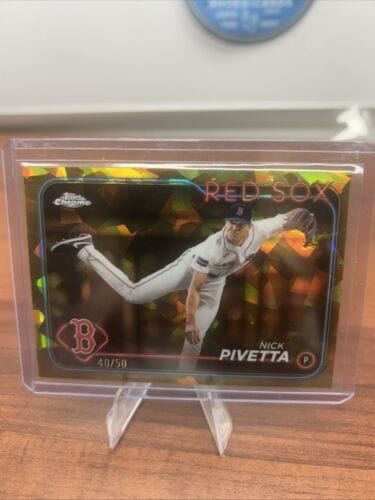 Topps
Chrome
RED SOX
B
B
NICK
PIVETTA
P
40/50